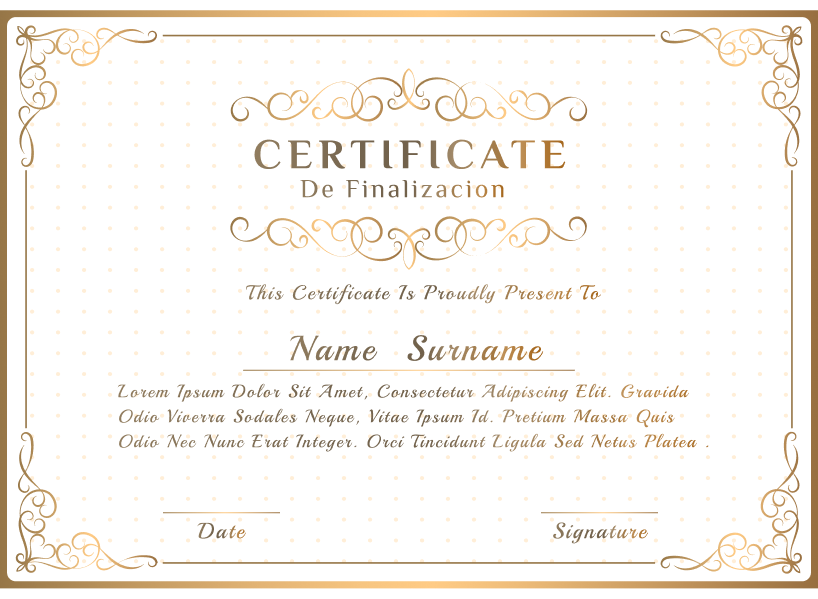 CERTIFICATE
De Finalizacion
This Certificate Is Proudly Present To
Name Surname
Lorem Ipsum Dolor Sit Amet, Consectetur Adipiscing Elit. Gravida
Odio Viverra Sodales Neque, Vitae Ipsum Id. Pretium Massa Quis
Odio Nec Nunc Erat Integer. Orci Tincidunt Ligula Sed Netus Platea .
Date Signature